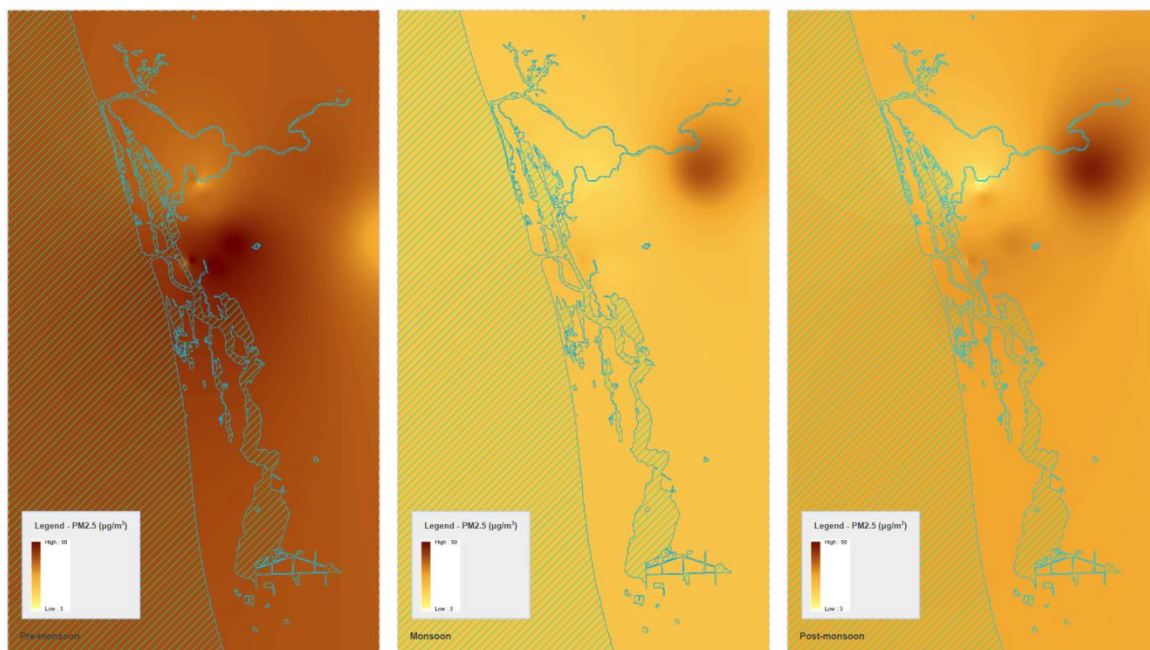 Legend - PM2.5 (µg/m³)
High : 50
Low : 3
Pre-monsoon
Legend - PM2.5 (µg/m³)
High : 50
Low : 3
Monsoon
Legend - PM2.5 (µg/m³)
High : 50
Low : 3
Post-monsoon